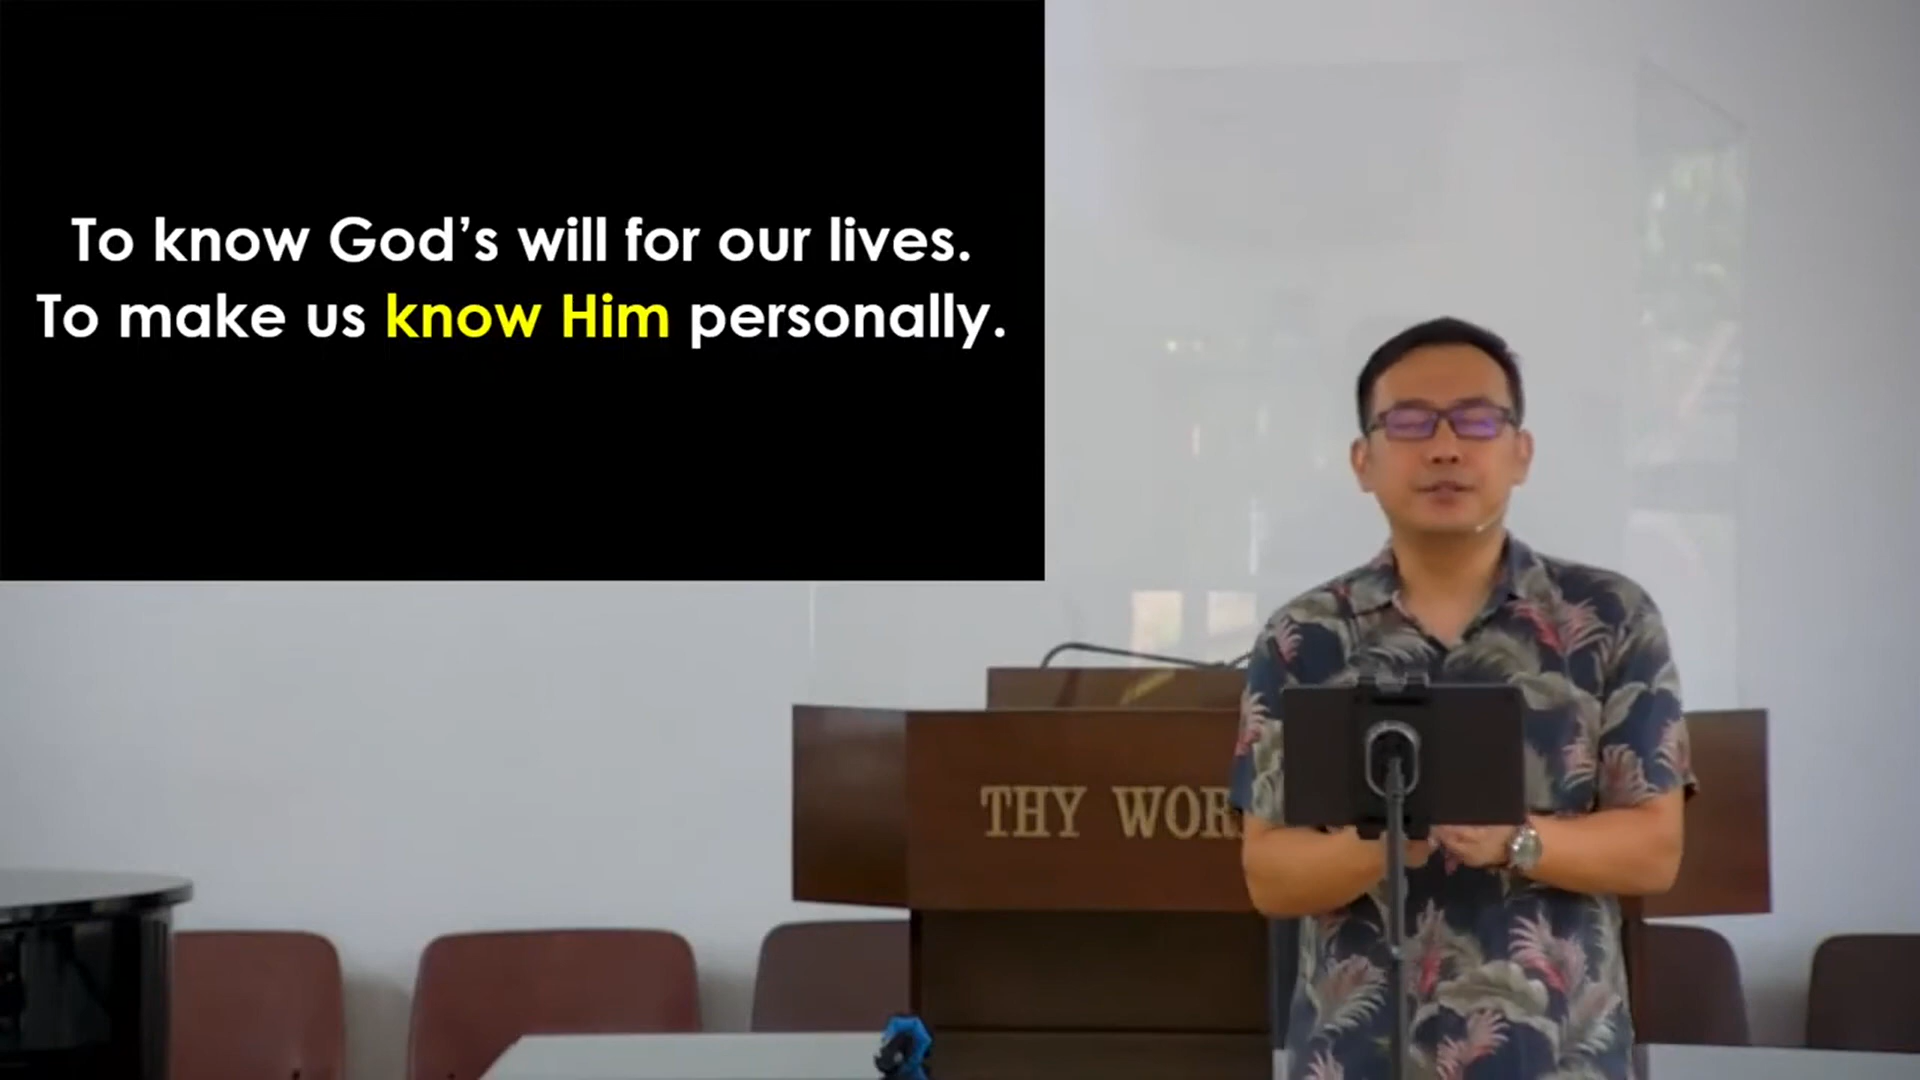 To know God's will for our lives.
To make us know Him personally.
THY WOR